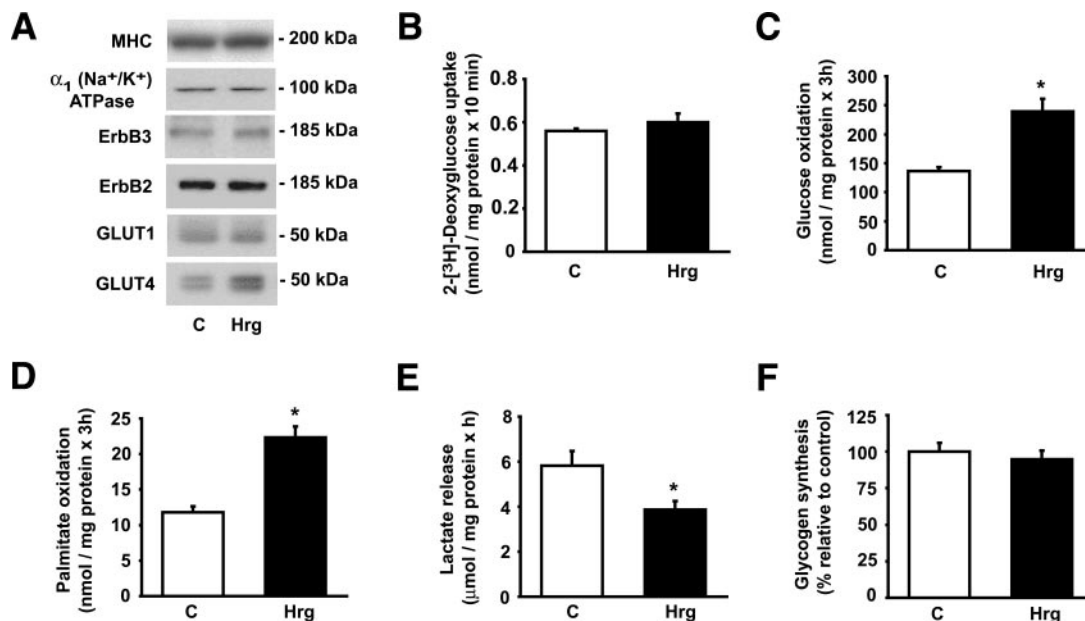 A
MHC
- 200 kDa
α₁ (Na⁺/K⁺)
ATPase
- 100 kDa
ErbB3
- 185 kDa
ErbB2
- 185 kDa
GLUT1
- 50 kDa
GLUT4
- 50 kDa
C Hrg
B
2-[³H]-Deoxyglucose uptake
(nmol / mg protein x 10 min)
0.8
0.6
0.4
0.2
0
C Hrg
C
Glucose oxidation
(nmol / mg protein x 3h)
300
250
200
150
100
50
0
*
C Hrg
D
Palmitate oxidation
(nmol / mg protein x 3h)
25
20
15
10
5
0
*
C Hrg
E
Lactate release
(μmol / mg protein x h)
8
6
4
2
0
*
C Hrg
F
Glycogen synthesis
(% relative to control)
125
100
75
50
25
0
C Hrg